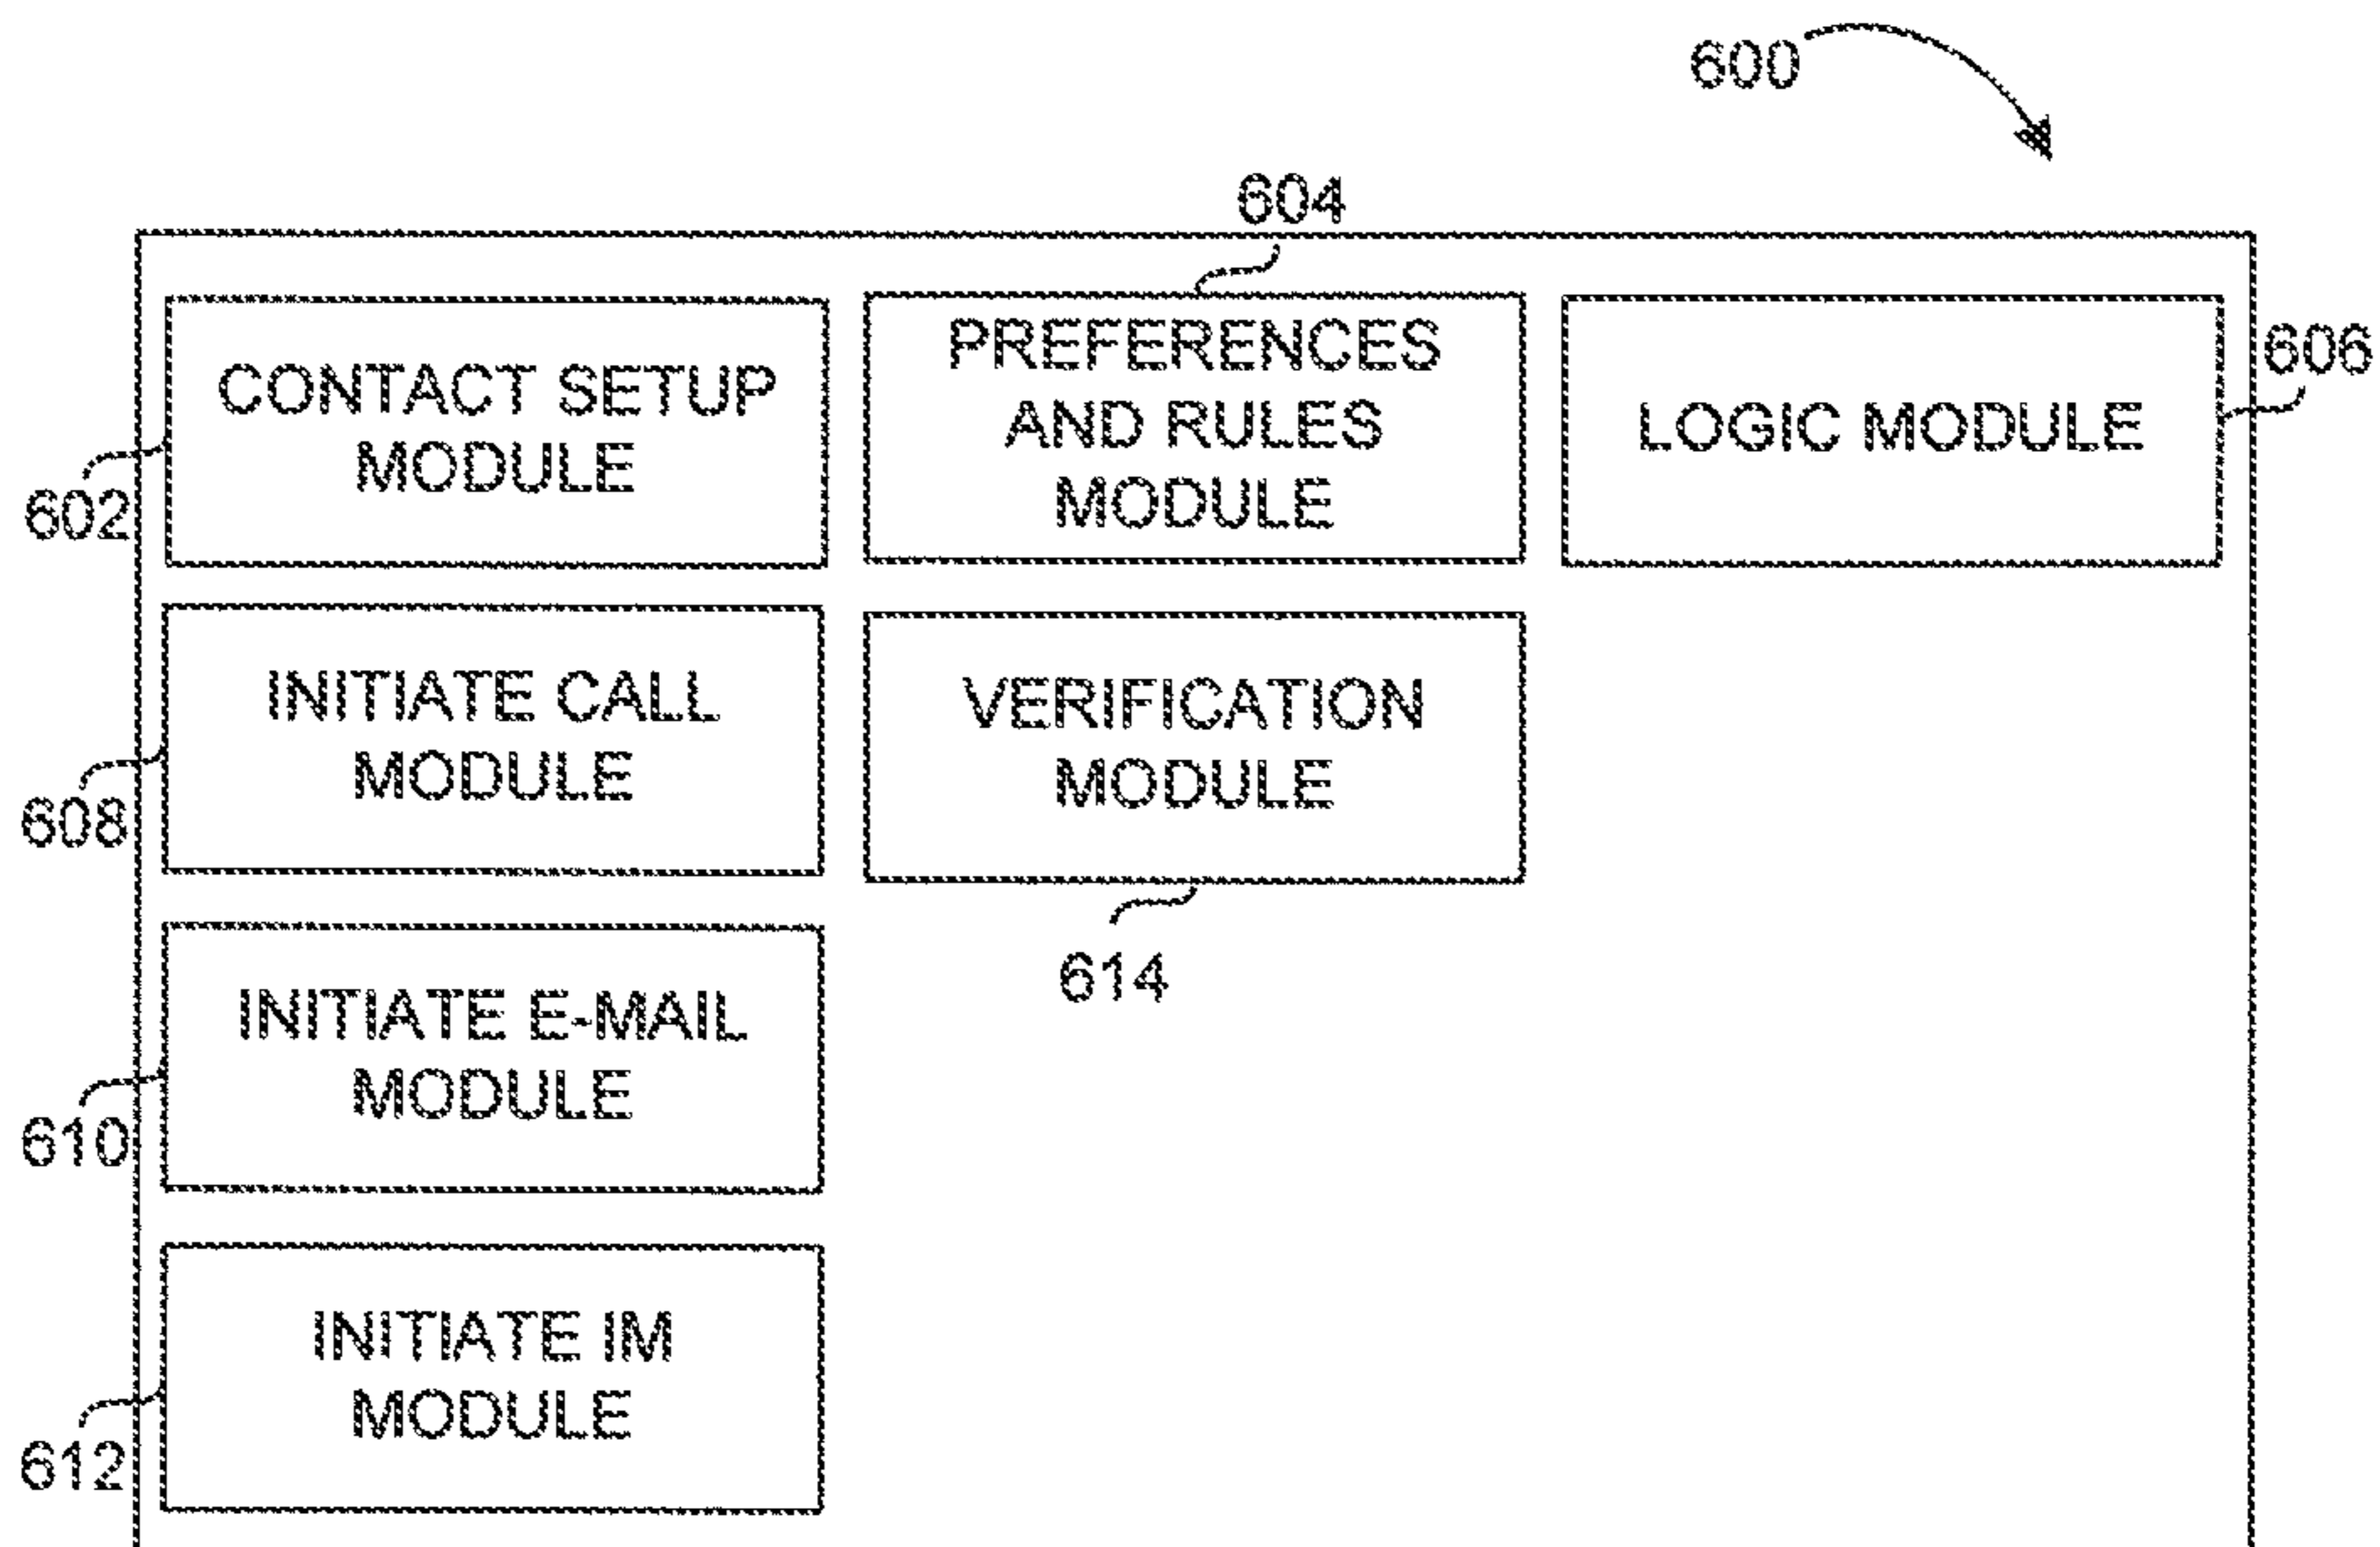 600
604
CONTACT SETUP
MODULE
602
PREFERENCES
AND RULES
MODULE
LOGIC MODULE
606
INITIATE CALL
MODULE
608
VERIFICATION
MODULE
614
INITIATE E-MAIL
MODULE
610
INITIATE IM
MODULE
612